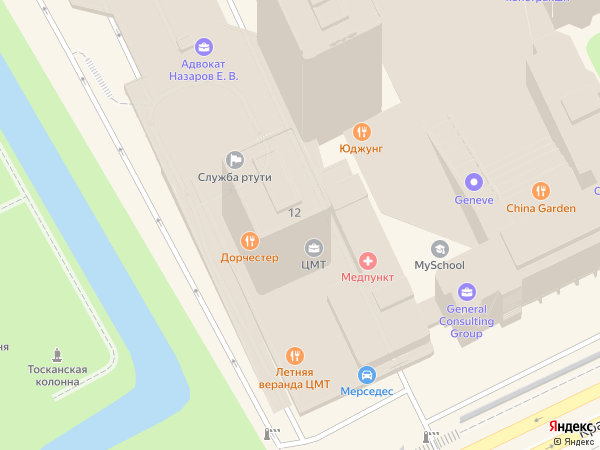 Адвокат
Назаров Е. В.
Юджунг
Служба ртути
Geneve
China Garden
12
Дорчестер
ЦМТ
Медпункт
MySchool
General
Consulting
Group
Тосканская
колонна
Летняя
веранда ЦМТ
Мерседес
© Яндекс
Яндекс